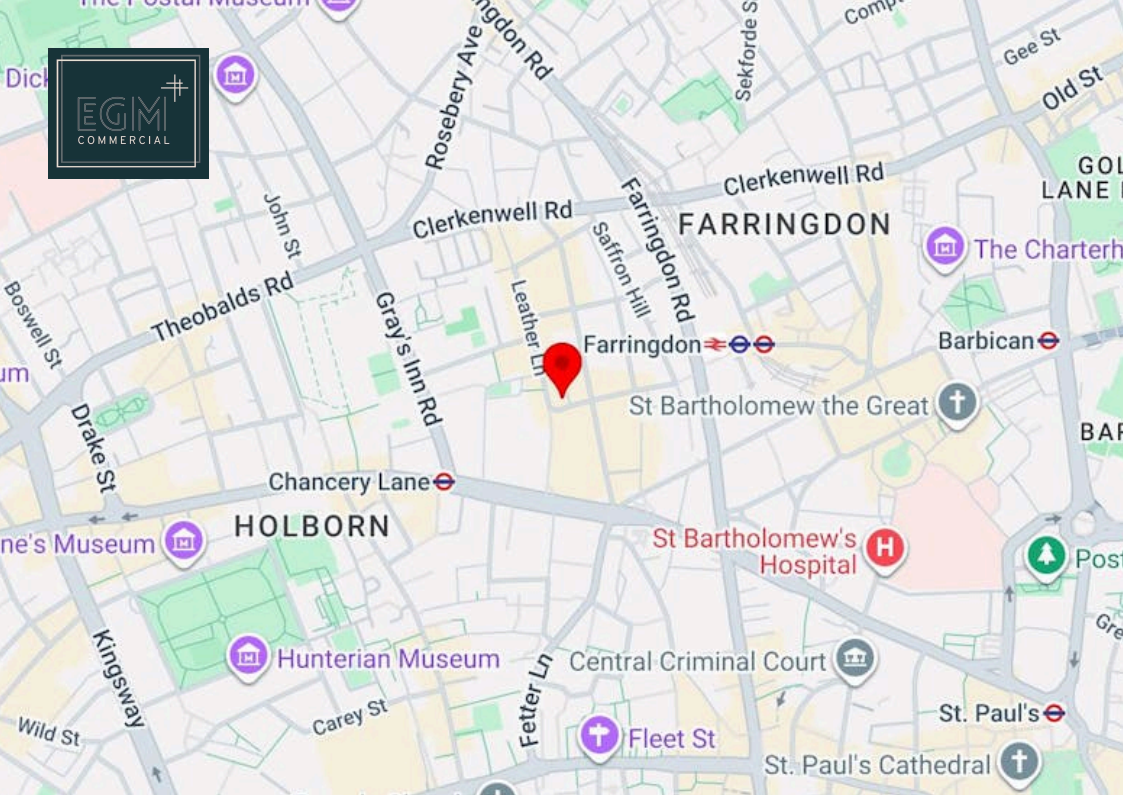 The Postal Museum
ngdon Rd
Rosebery Ave
Sekforde S
Compt
Gee St
Old St
Dick
EGM
COMMERCIAL
Clerkenwell Rd
Clerkenwell Rd
GOL
LANE
John St
FARRINGDON
Farringdon Rd
Saffron Hill
The Charterh
Boswell St
Theobalds Rd
Gray's Inn Rd
Leather Ln
Farringdon
Barbican
um
St Bartholomew the Great
Drake St
BAR
Chancery Lane
HOLBORN
ne's Museum
St Bartholomew's
Hospital
Post
Gre
Kingsway
Hunterian Museum
Central Criminal Court
Fetter Ln
Carey St
Wild St
Fleet St
St. Paul's
St. Paul's Cathedral